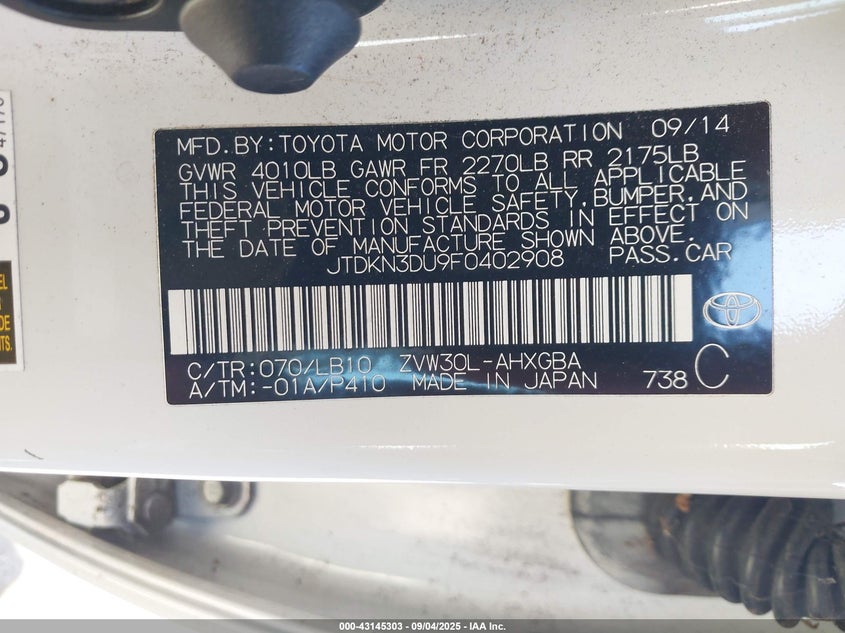 MFD.BY:TOYOTA MOTOR CORPORATION 09/14
GVWR 4010LB GAWR FR 2270LB RR 2175LB
THIS VEHICLE CONFORMS TO ALL APPLICABLE
FEDERAL MOTOR VEHICLE SAFETY,BUMPER,AND
THEFT PREVENTION STANDARDS IN EFFECT ON
THE DATE OF MANUFACTURE SHOWN ABOVE.
JTDKN3DU9F0402908 PASS.CAR
C/TR:070/LB10 ZVW30L-AHXGBA
A/TM:-01A/P410 MADE IN JAPAN 738 C
000-43145303 - 09/04/2025 - IAA Inc.